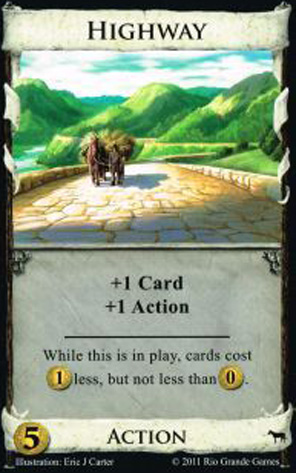 HIGHWAY
+1 Card
+1 Action
While this is in play, cards cost
1 less, but not less than 0.
5 ACTION
Illustration: Eric J Carter © 2011 Rio Grande Games